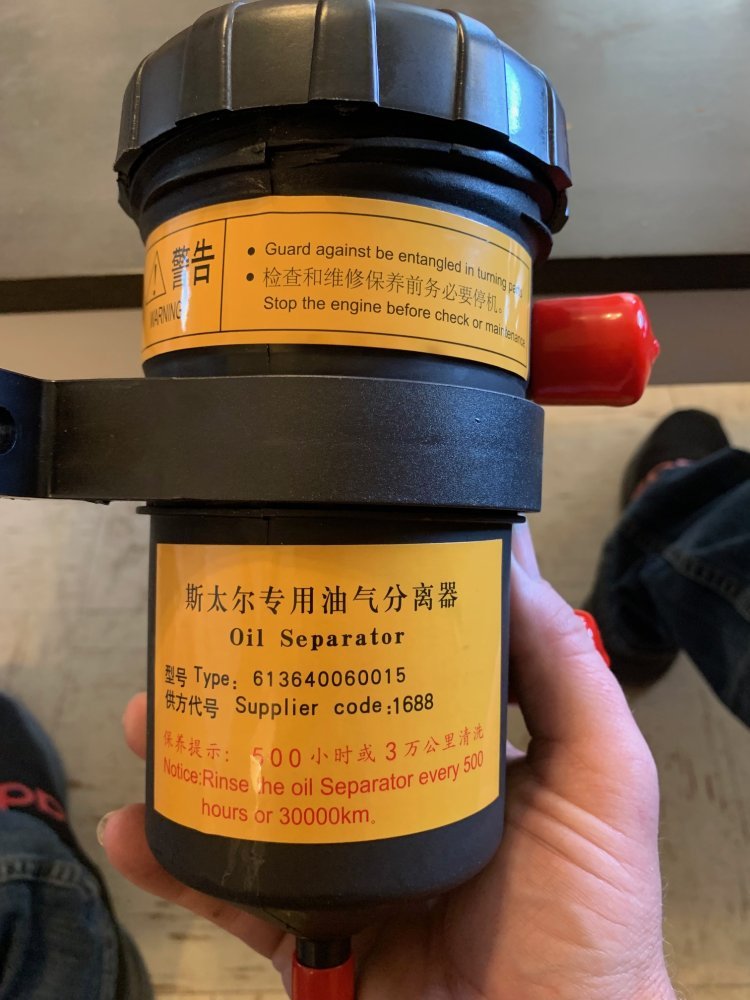 警告
WARNING
• Guard against be entangled in turning parts
• 检查和维修保养前务必要停机。
Stop the engine before check or maintenance
斯太尔专用油气分离器
Oil Separator
型号 Type: 613640060015
供方代号 Supplier code:1688
保养提示: 500小时或3万公里清洗
Notice:Rinse the oil Separator every 500
hours or 30000km。